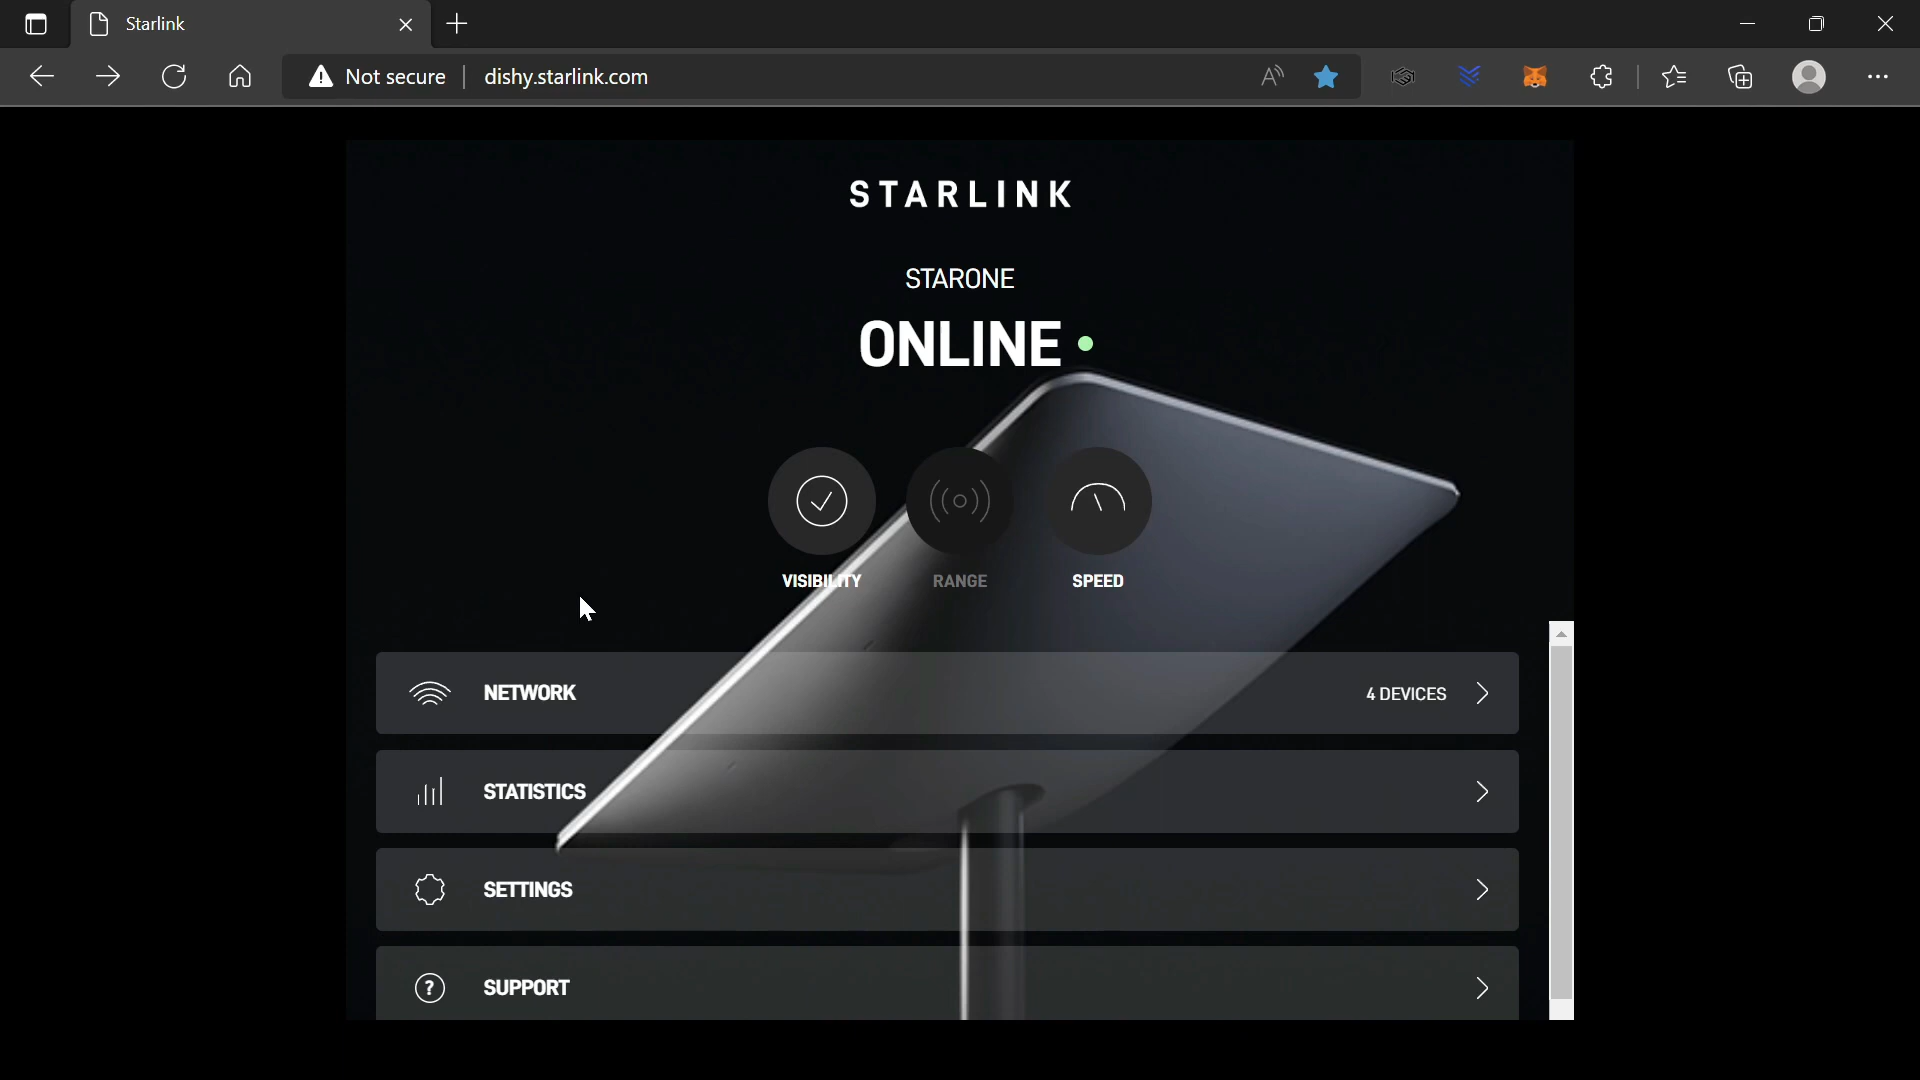 Starlink
Not secure dishy.starlink.com
STARLINK
STARONE
ONLINE
VISIBILITY RANGE SPEED
NETWORK 4 DEVICES
STATISTICS
SETTINGS
? SUPPORT